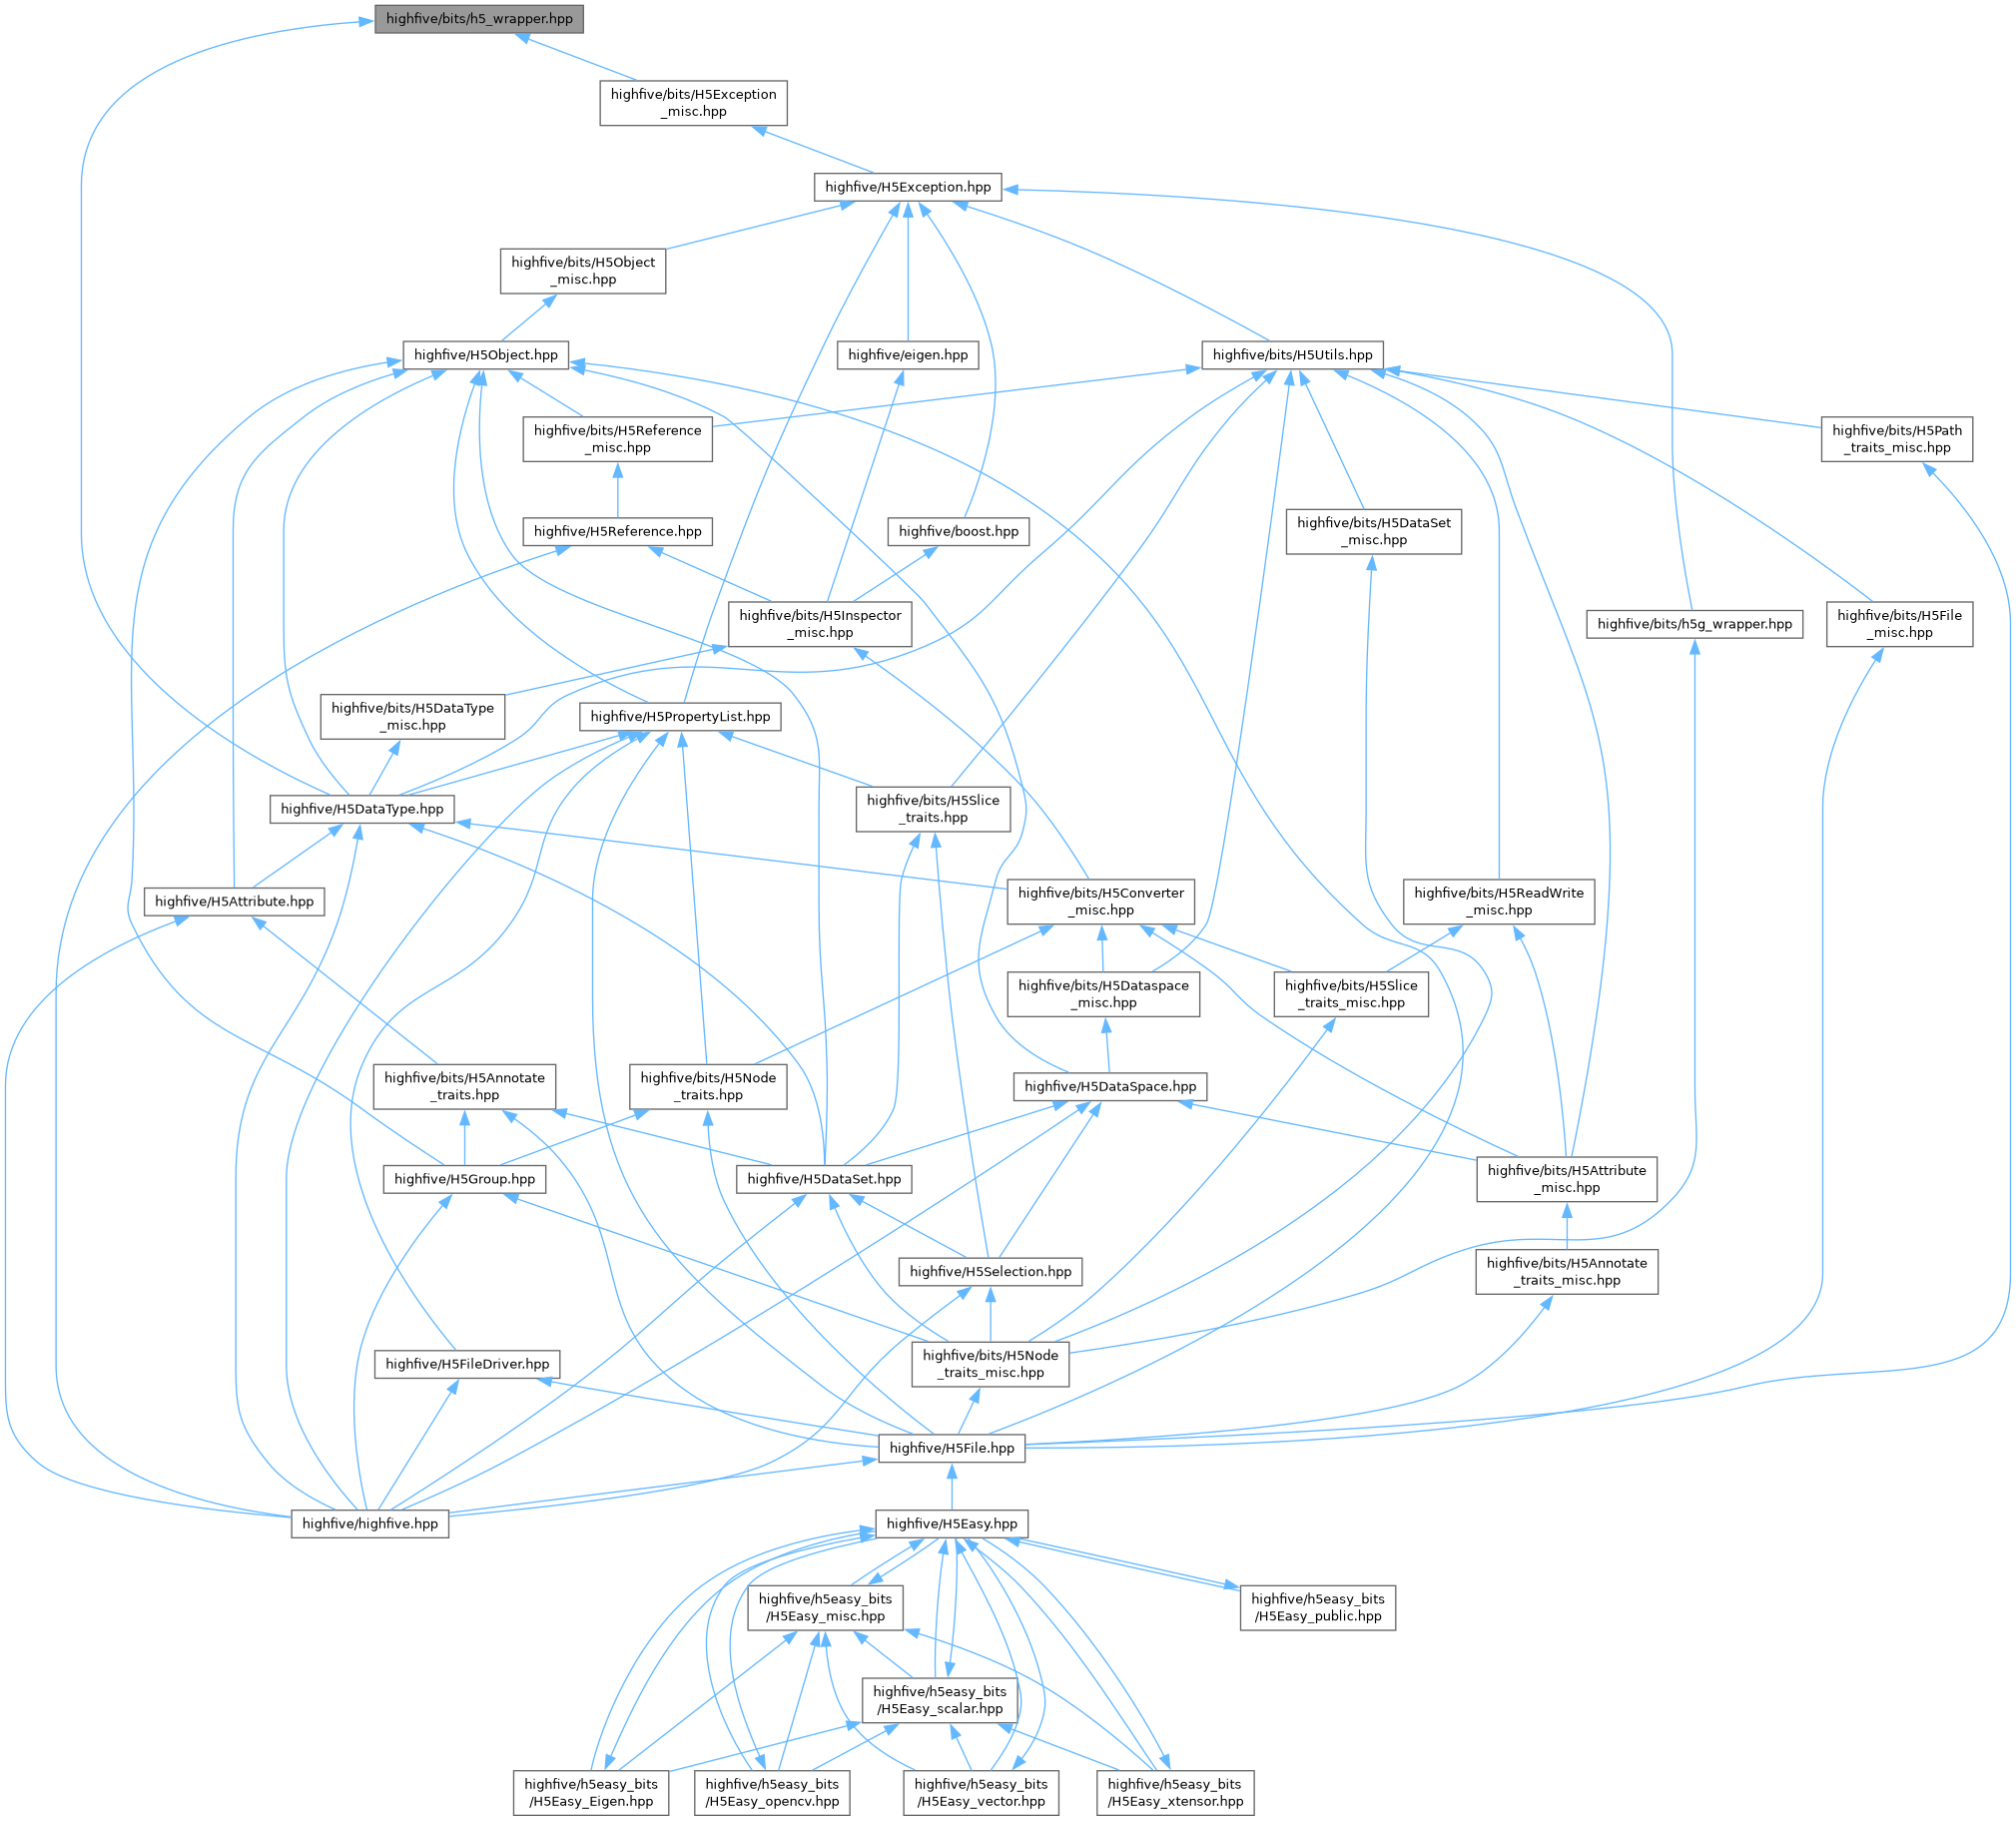 highfive/bits/h5_wrapper.hpp
highfive/bits/H5Exception
_misc.hpp
highfive/H5Exception.hpp
highfive/bits/H5Object
_misc.hpp
highfive/H5Object.hpp
highfive/eigen.hpp
highfive/bits/H5Utils.hpp
highfive/bits/H5Reference
_misc.hpp
highfive/bits/H5Path
_traits_misc.hpp
highfive/H5Reference.hpp
highfive/boost.hpp
highfive/bits/H5DataSet
_misc.hpp
highfive/bits/H5Inspector
_misc.hpp
highfive/bits/h5g_wrapper.hpp
highfive/bits/H5File
_misc.hpp
highfive/bits/H5DataType
_misc.hpp
highfive/H5PropertyList.hpp
highfive/H5DataType.hpp
highfive/bits/H5Slice
_traits.hpp
highfive/H5Attribute.hpp
highfive/bits/H5Converter
_misc.hpp
highfive/bits/H5ReadWrite
_misc.hpp
highfive/bits/H5Dataspace
_misc.hpp
highfive/bits/H5Slice
_traits_misc.hpp
highfive/bits/H5Annotate
_traits.hpp
highfive/bits/H5Node
_traits.hpp
highfive/H5DataSpace.hpp
highfive/H5Group.hpp
highfive/H5DataSet.hpp
highfive/bits/H5Attribute
_misc.hpp
highfive/H5Selection.hpp
highfive/bits/H5Annotate
_traits_misc.hpp
highfive/H5FileDriver.hpp
highfive/bits/H5Node
_traits_misc.hpp
highfive/H5File.hpp
highfive/highfive.hpp
highfive/H5Easy.hpp
highfive/h5easy_bits
/H5Easy_misc.hpp
highfive/h5easy_bits
/H5Easy_public.hpp
highfive/h5easy_bits
/H5Easy_scalar.hpp
highfive/h5easy_bits
/H5Easy_Eigen.hpp
highfive/h5easy_bits
/H5Easy_opencv.hpp
highfive/h5easy_bits
/H5Easy_vector.hpp
highfive/h5easy_bits
/H5Easy_xtensor.hpp